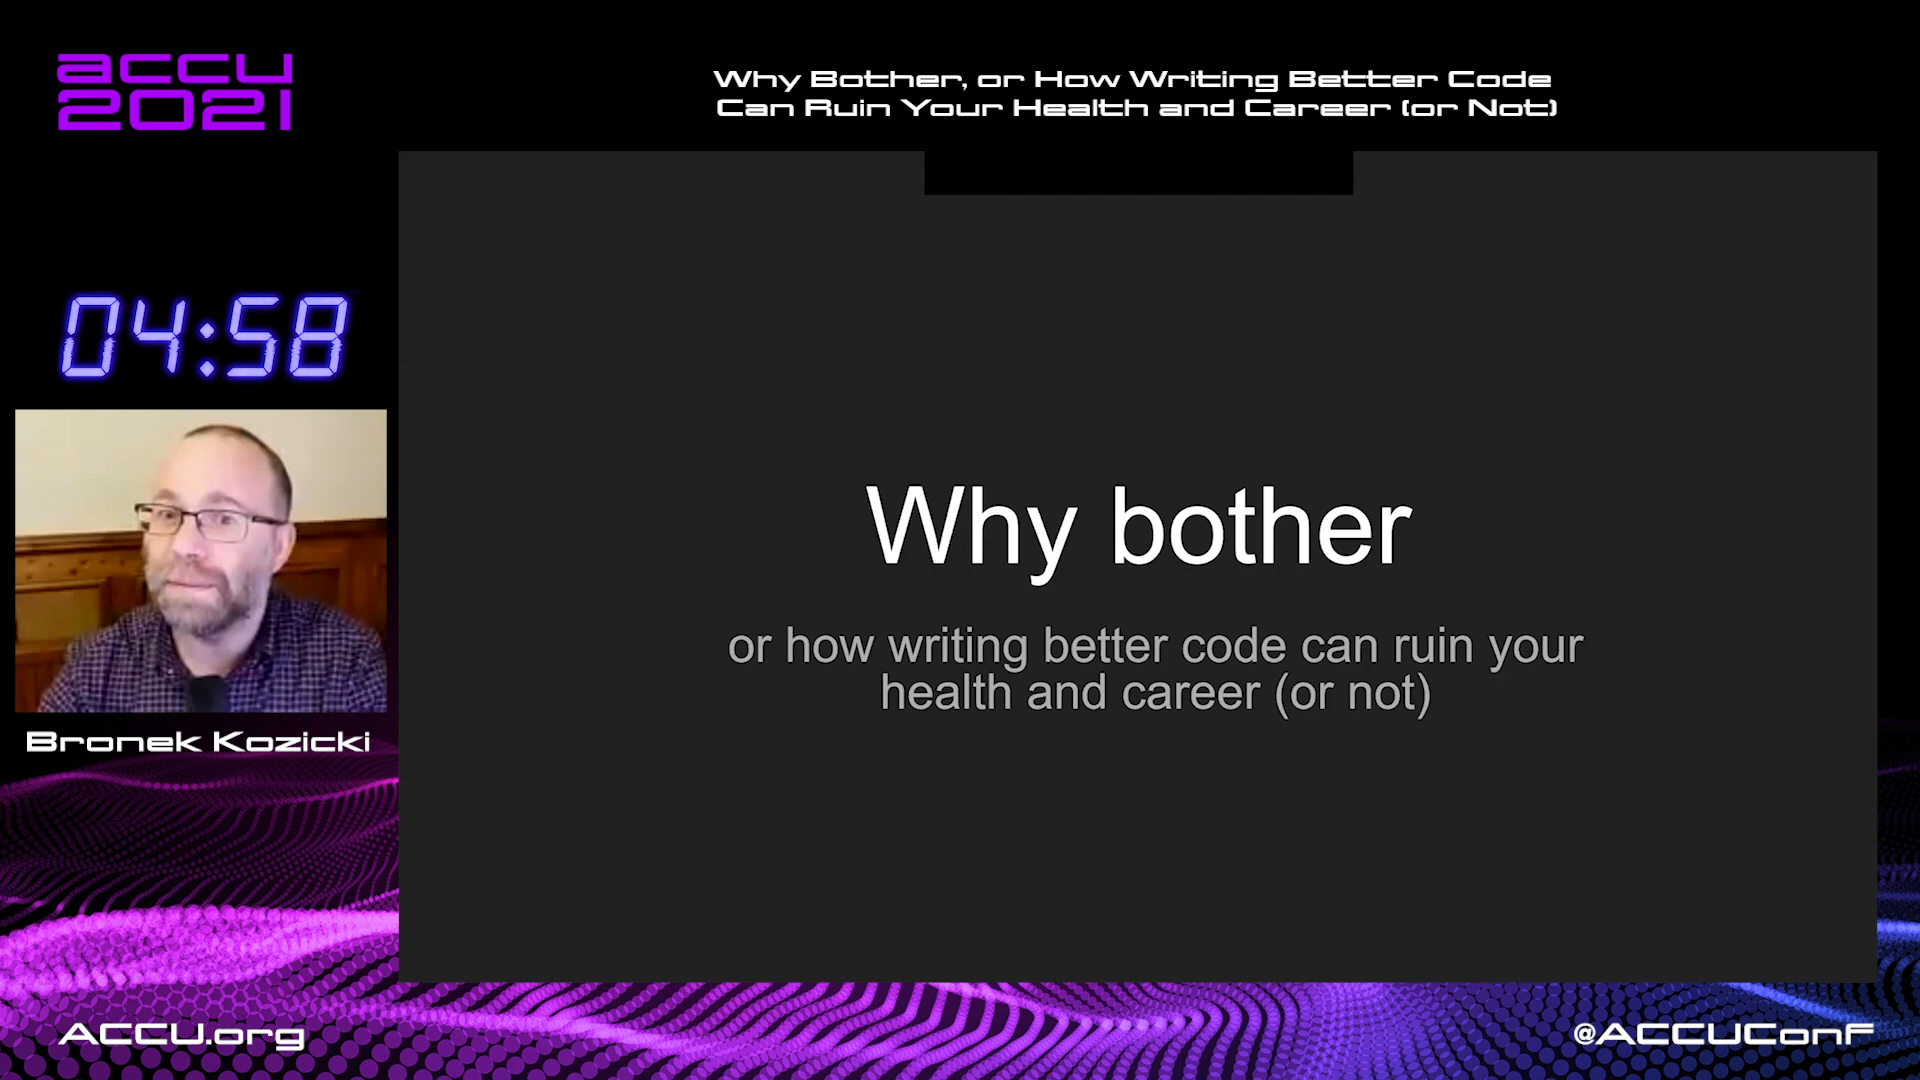 accu
2021
Why Bother, or How Writing Better Code
Can Ruin Your Health and Career (or Not)
04:58
Bronek Kozicki
Why bother
or how writing better code can ruin your
health and career (or not)
ACCU.org
@ACCUConf